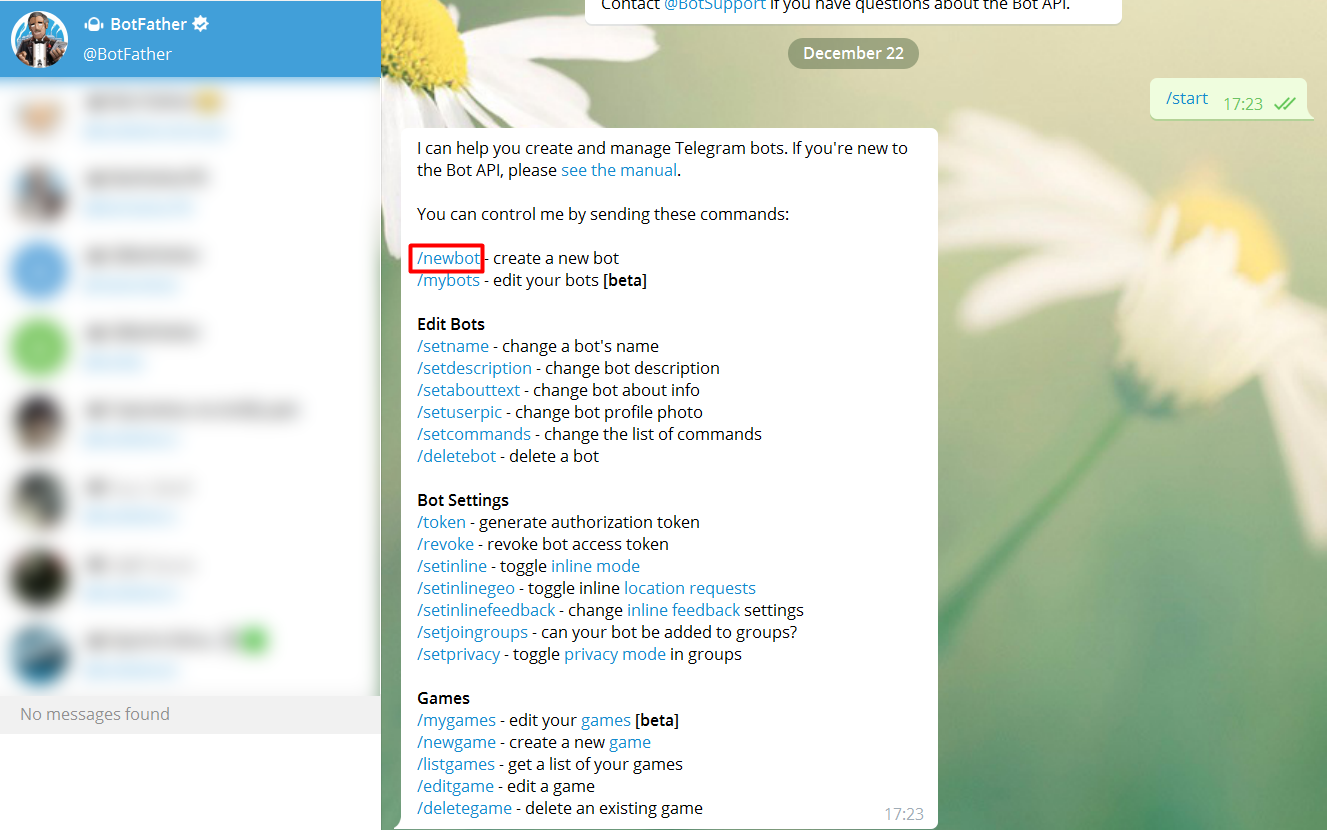 BotFather
@BotFather
No messages found
Contact @BotSupport if you have questions about the Bot API.
December 22
/start 17:23
I can help you create and manage Telegram bots. If you're new to
the Bot API, please see the manual.
You can control me by sending these commands:
/newbot - create a new bot
/mybots - edit your bots [beta]
Edit Bots
/setname - change a bot's name
/setdescription - change bot description
/setabouttext - change bot about info
/setuserpic - change bot profile photo
/setcommands - change the list of commands
/deletebot - delete a bot
Bot Settings
/token - generate authorization token
/revoke - revoke bot access token
/setinline - toggle inline mode
/setinlinegeo - toggle inline location requests
/setinlinefeedback - change inline feedback settings
/setjoingroups - can your bot be added to groups?
/setprivacy - toggle privacy mode in groups
Games
/mygames - edit your games [beta]
/newgame - create a new game
/listgames - get a list of your games
/editgame - edit a game
/deletegame - delete an existing game
17:23